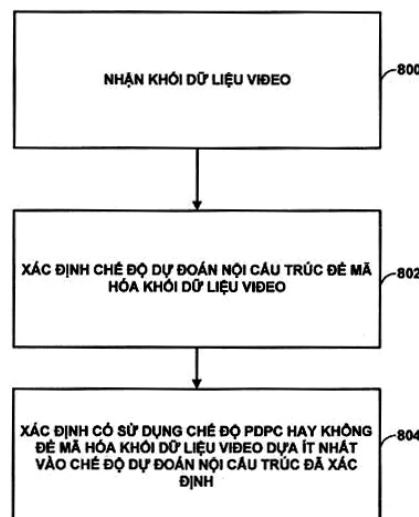 NHẬN KHỐI DỮ LIỆU VIDEO
800
XÁC ĐỊNH CHẾ ĐỘ DỰ ĐOÁN NỘI CẤU TRÚC ĐỂ MÃ
HÓA KHỐI DỮ LIỆU VIDEO
802
XÁC ĐỊNH CÓ SỬ DỤNG CHẾ ĐỘ PDPC HAY KHÔNG
ĐỂ MÃ HÓA KHỐI DỮ LIỆU VIDEO DỰA ÍT NHẤT
VÀO CHẾ ĐỘ DỰ ĐOÁN NỘI CẤU TRÚC ĐÃ XÁC
ĐỊNH
804